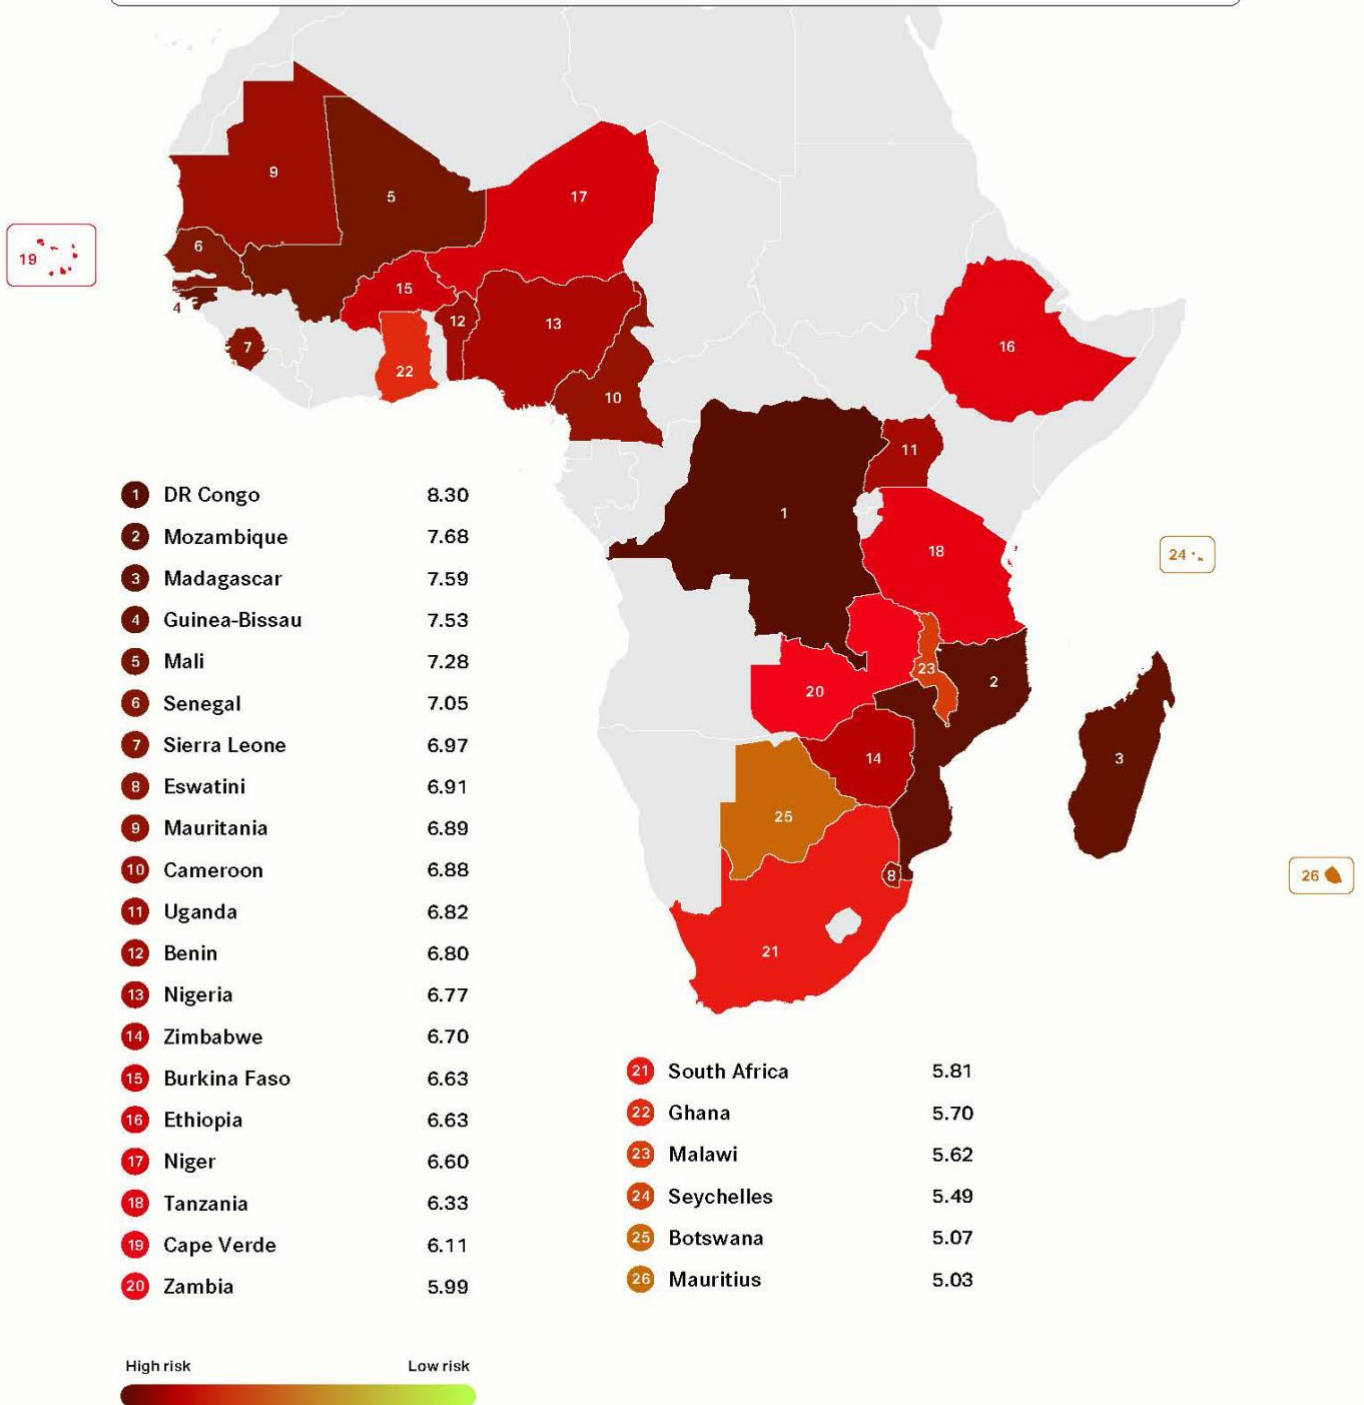 9
5
17
6
19
15
4
12
13
16
7
22
10
11
1 DR Congo 8.30
2 Mozambique 7.68
1
18
24
3 Madagascar 7.59
4 Guinea-Bissau 7.53
5 Mali 7.28
23
2
20
6 Senegal 7.05
7 Sierra Leone 6.97
14
3
8 Eswatini 6.91
25
9 Mauritania 6.89
10 Cameroon 6.88
8
26
11 Uganda 6.82
12 Benin 6.80
21
13 Nigeria 6.77
14 Zimbabwe 6.70
15 Burkina Faso 6.63
16 Ethiopia 6.63
17 Niger 6.60
18 Tanzania 6.33
19 Cape Verde 6.11
20 Zambia 5.99
21 South Africa 5.81
22 Ghana 5.70
23 Malawi 5.62
24 Seychelles 5.49
25 Botswana 5.07
26 Mauritius 5.03
High risk Low risk